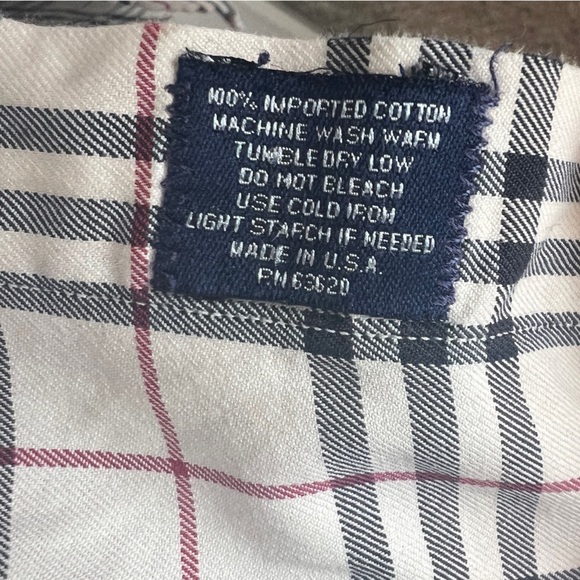 100% IMPORTED COTTON
MACHINE WASH WARM
TUMBLE DRY LOW
DO NOT BLEACH
USE COLD IRON
LIGHT STARCH IF NEEDED
MADE IN U.S.A.
RN 63620